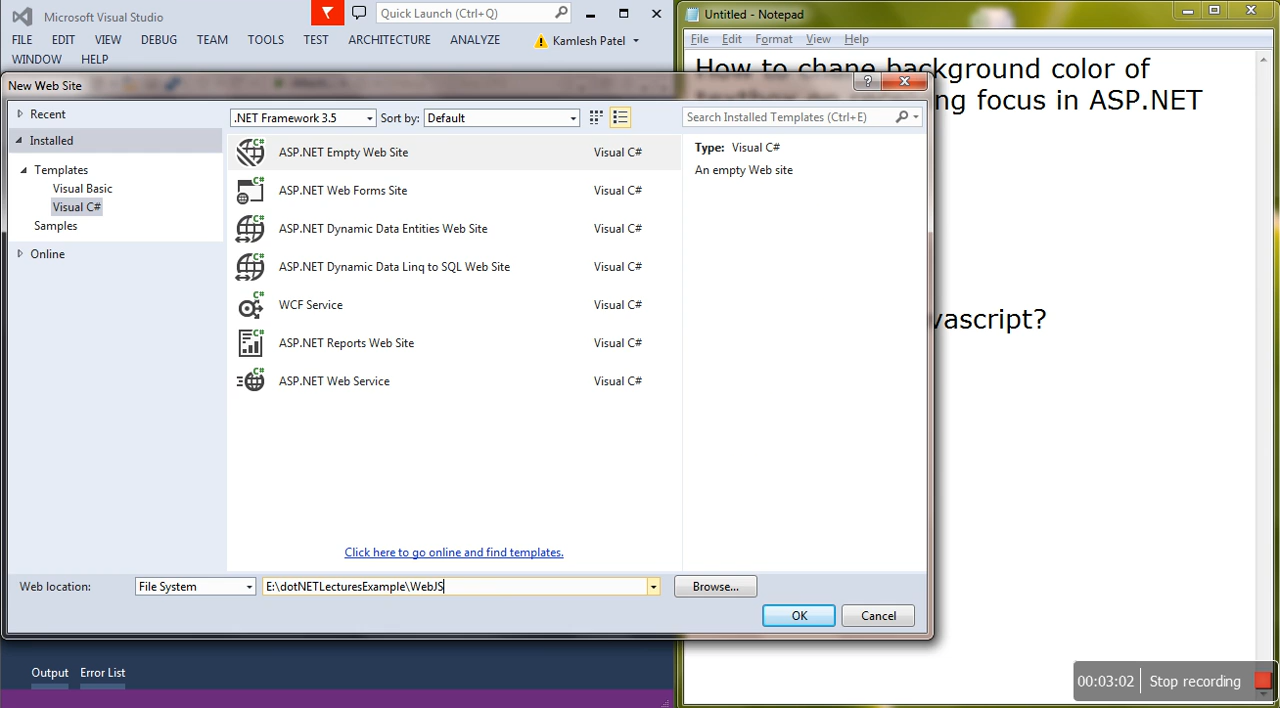 Microsoft Visual Studio
Quick Launch (Ctrl+Q)
FILE EDIT VIEW DEBUG TEAM TOOLS TEST ARCHITECTURE ANALYZE Kamlesh Patel
WINDOW HELP
Untitled - Notepad
File Edit Format View Help
How to chane background color of
ng focus in ASP.NET
vascript?
New Web Site
Recent
Installed
Templates
Visual Basic
Visual C#
Samples
Online
.NET Framework 3.5 Sort by: Default
Search Installed Templates (Ctrl+E)
ASP.NET Empty Web Site Visual C#
ASP.NET Web Forms Site Visual C#
ASP.NET Dynamic Data Entities Web Site Visual C#
ASP.NET Dynamic Data Linq to SQL Web Site Visual C#
WCF Service Visual C#
ASP.NET Reports Web Site Visual C#
ASP.NET Web Service Visual C#
Type: Visual C#
An empty Web site
Click here to go online and find templates.
Web location: File System E:\dotNETLecturesExample\WebJS Browse...
OK Cancel
Output Error List
00:03:02 Stop recording